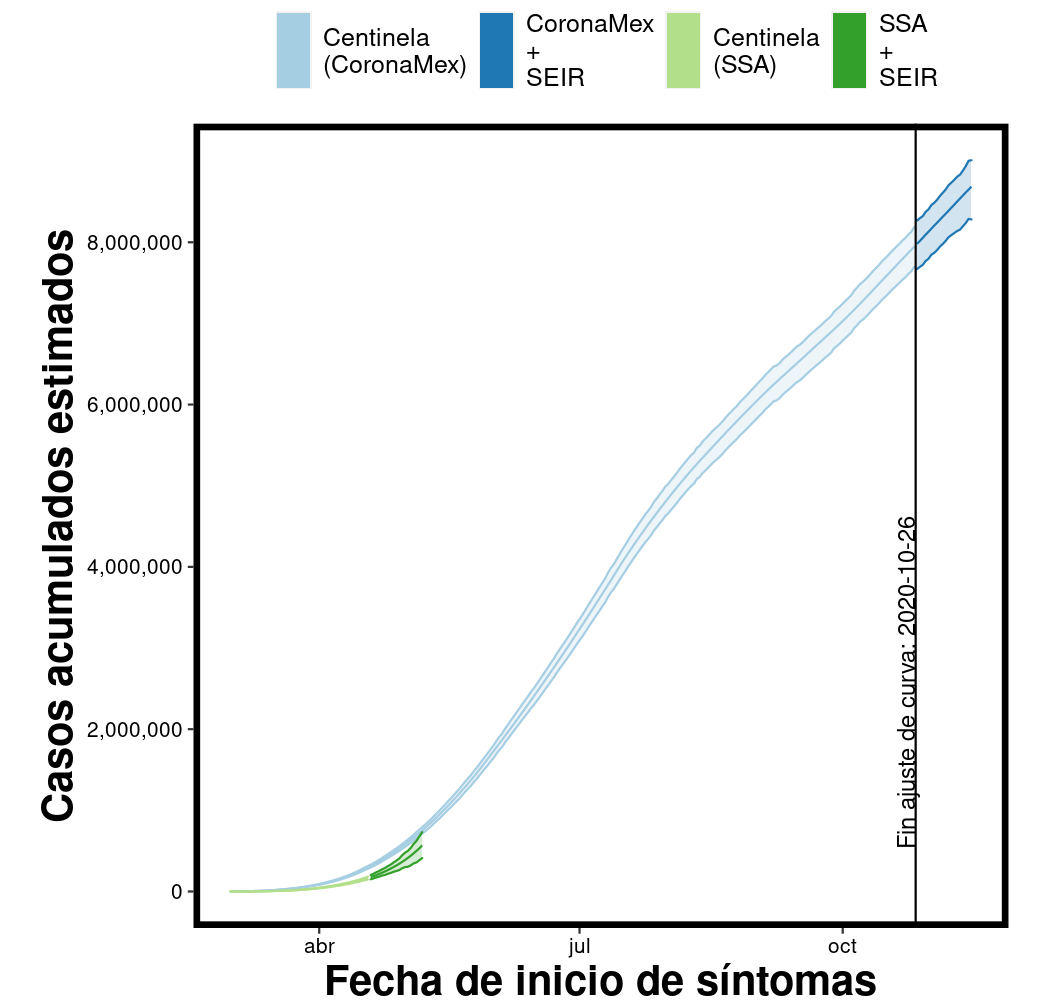 Centinela
(CoronaMex)
CoronaMex
+
SEIR
Centinela
(SSA)
SSA
+
SEIR
Casos acumulados estimados
8,000,000
6,000,000
4,000,000
2,000,000
0
Fin ajuste de curva: 2020-10-26
abr
jul
oct
Fecha de inicio de síntomas